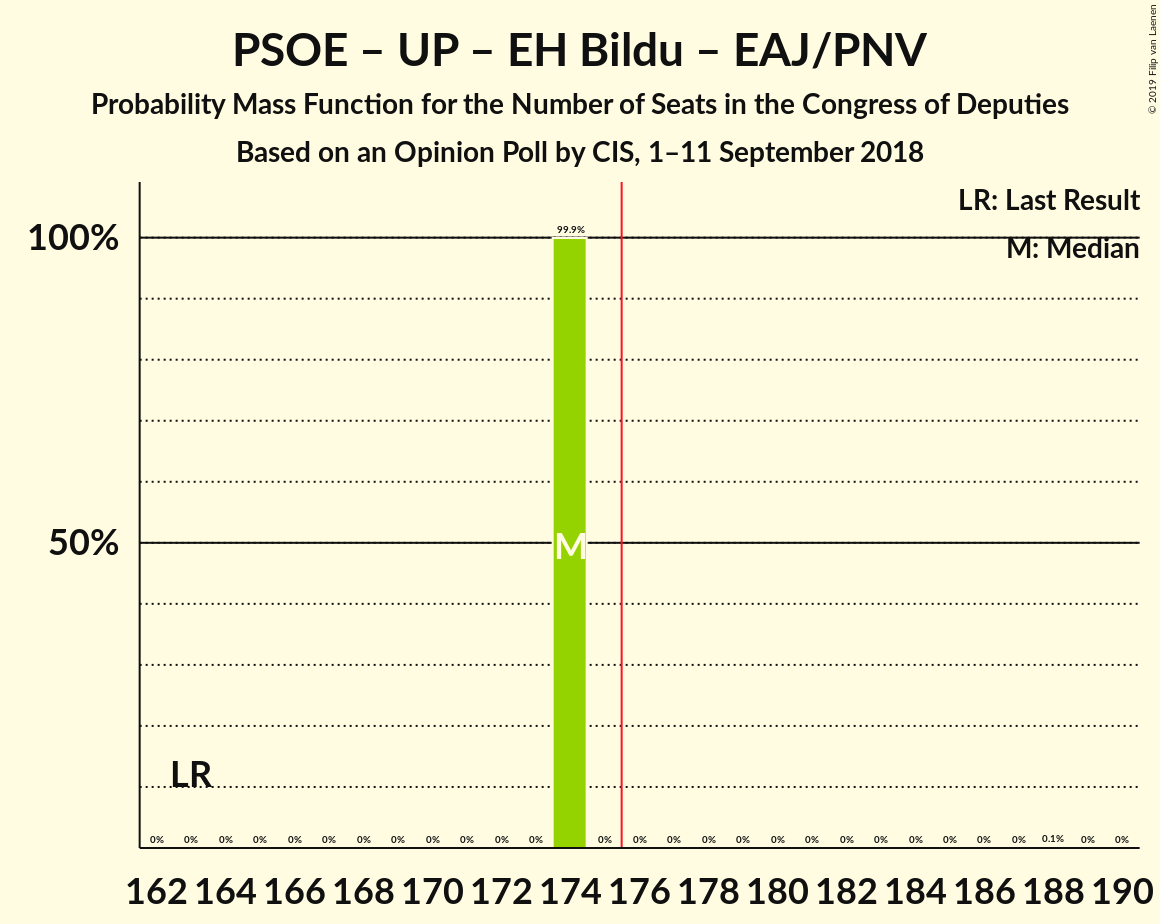 PSOE – UP – EH Bildu – EAJ/PNV
Probability Mass Function for the Number of Seats in the Congress of Deputies
Based on an Opinion Poll by CIS, 1–11 September 2018
© 2019 Filip van Laenen
LR: Last Result
M: Median
100%
50%
99.9%
M
LR
0% 0% 0% 0% 0% 0% 0% 0% 0% 0% 0% 0% 0% 0% 0% 0% 0% 0% 0% 0% 0% 0% 0% 0% 0.1% 0% 0%
162 164 166 168 170 172 174 176 178 180 182 184 186 188 190